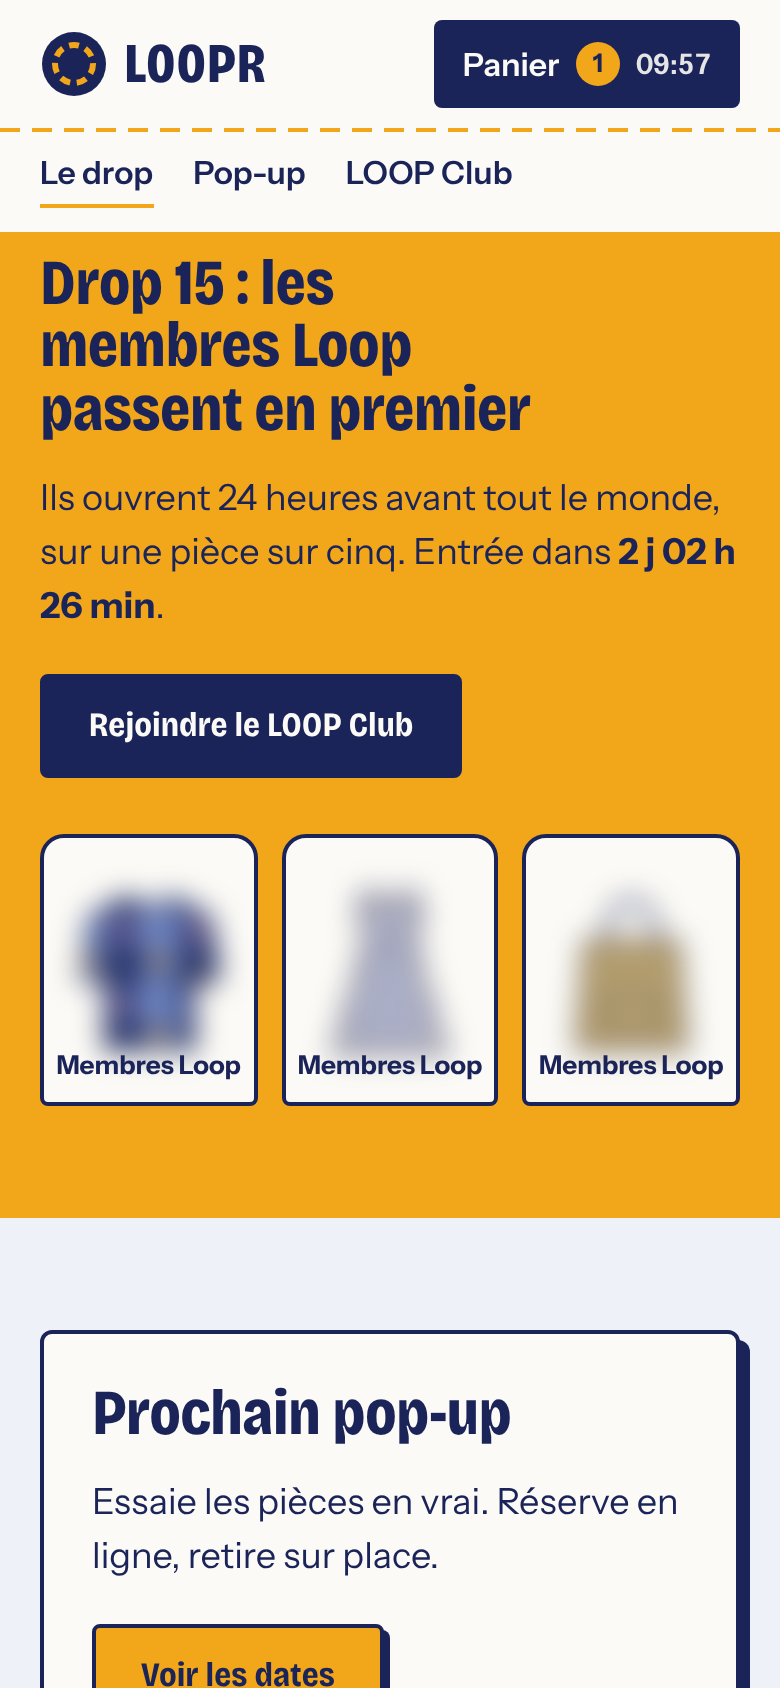 LOOPR
Panier 1 09:57
Le drop Pop-up LOOP Club
Drop 15 : les
membres Loop
passent en premier
Ils ouvrent 24 heures avant tout le monde,
sur une pièce sur cinq. Entrée dans 2 j 02 h
26 min.
Rejoindre le LOOP Club
Membres Loop Membres Loop Membres Loop
Prochain pop-up
Essaie les pièces en vrai. Réserve en
ligne, retire sur place.
Voir les dates